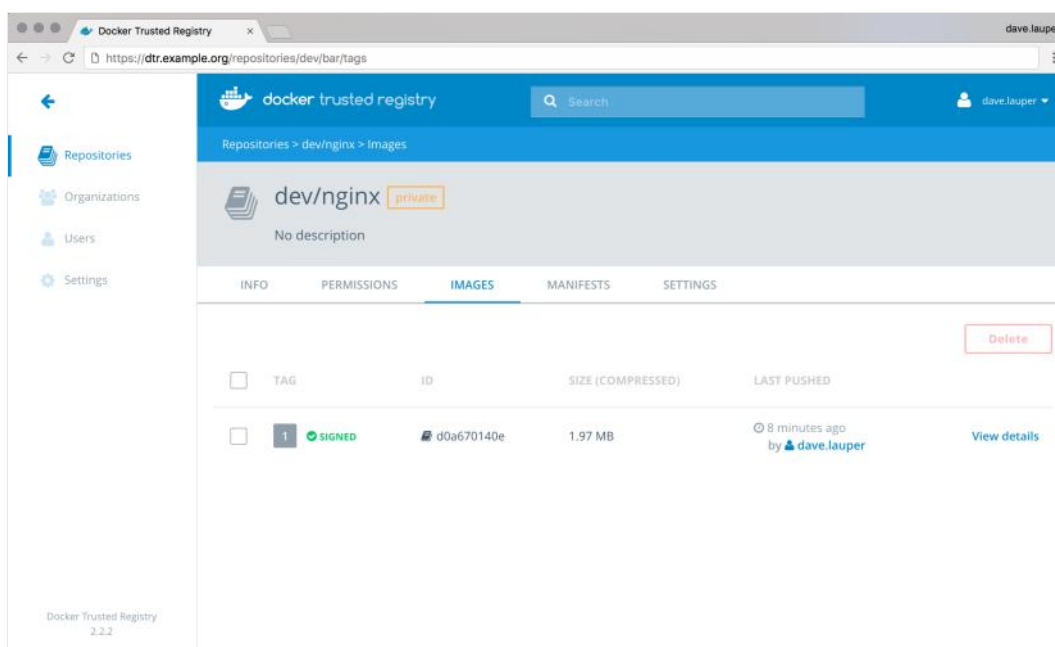 Docker Trusted Registry
dave.laupe
https://dtr.example.org/repositories/dev/bar/tags
docker trusted registry
Search
dave.lauper
Repositories > dev/nginx > Images
Repositories
Organizations
Users
Settings
dev/nginx private
No description
INFO PERMISSIONS IMAGES MANIFESTS SETTINGS
Delete
TAG ID SIZE (COMPRESSED) LAST PUSHED
1 SIGNED d0a670140e 1.97 MB 8 minutes ago
by dave.lauper
View details
Docker Trusted Registry
2.2.2